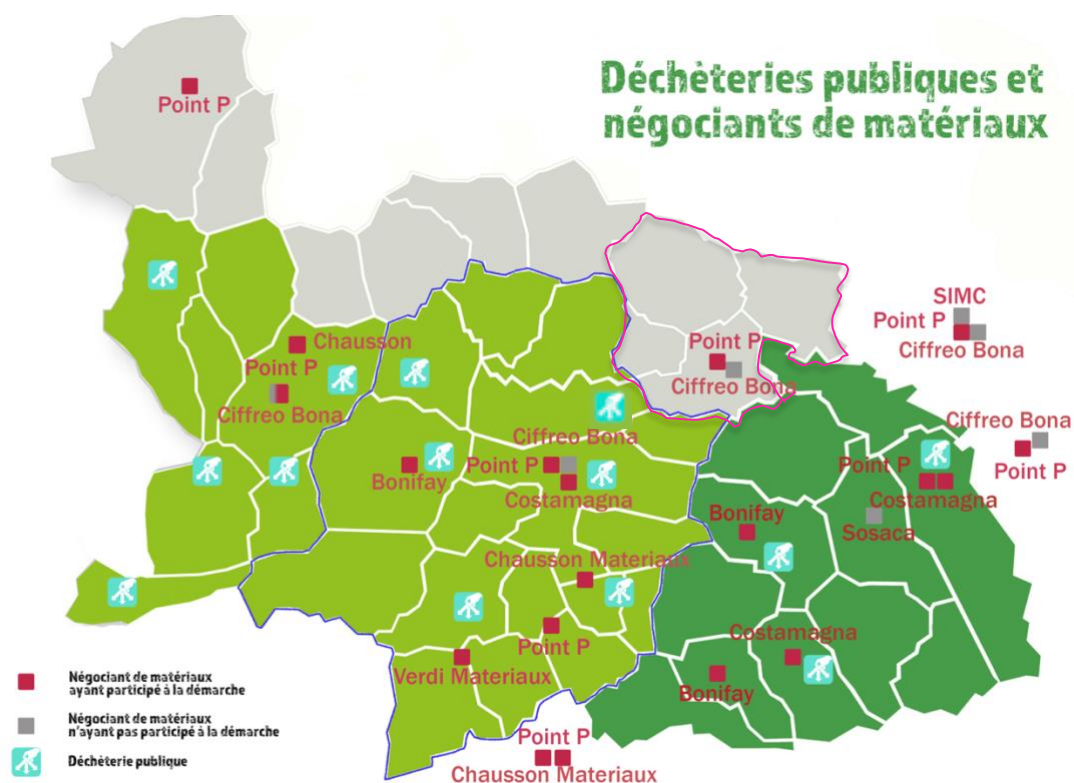 Déchèteries publiques et
négociants de matériaux
Point P
SIMC
Point P
Ciffreo Bona
Chausson
Point P
Ciffreo Bona
Point P
Ciffreo Bona
Ciffreo Bona
Point P
Ciffreo Bona
Point P
Costamagna
Bonifay
Point P
Costamagna
Sosaca
Bonifay
Chausson Materiaux
Point P
Verdi Materiaux
Costamagna
Bonifay
Point P
Chausson Materiaux
Négociant de matériaux
ayant participé à la démarche
Négociant de matériaux
n'ayant pas participé à la démarche
Déchèterie publique